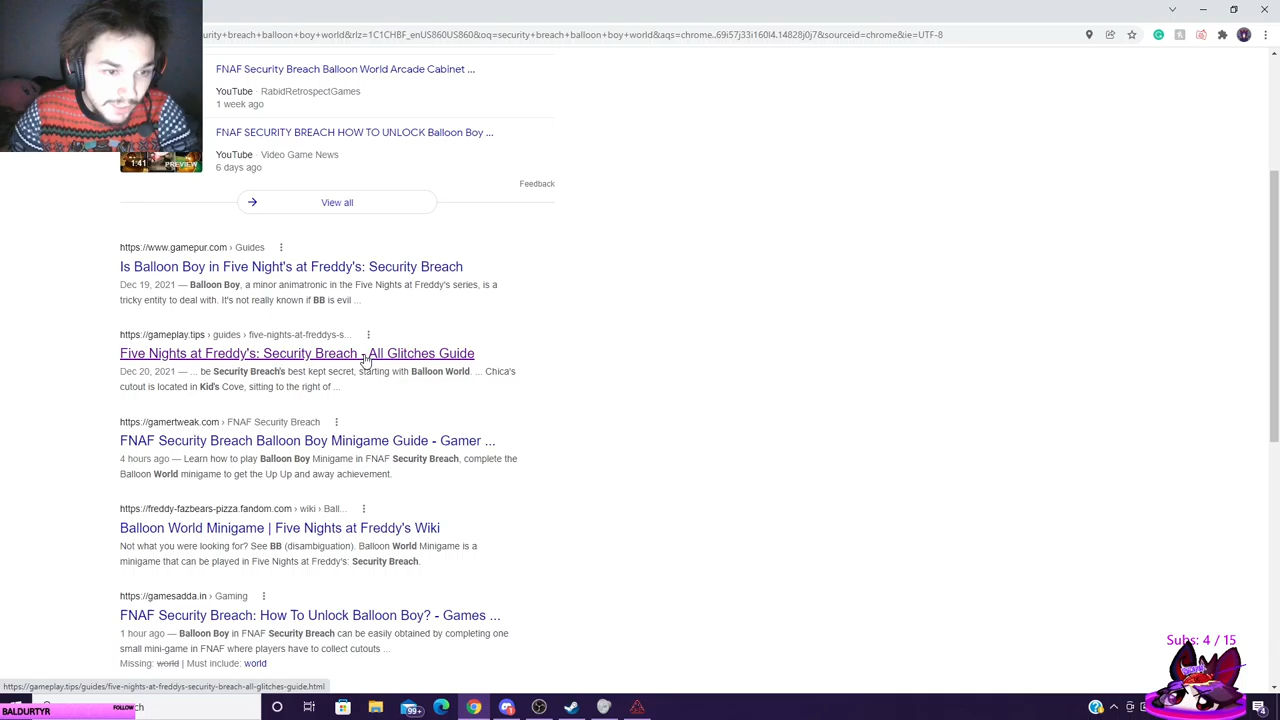 urity+breach+balloon+boy+world&rlz=1C1CHBF_enUS860US860&oq=security+breach+balloon+boy+world&aqs=chrome..69i57j33i160l4.14828j0j7&sourceid=chrome&ie=UTF-8
FNAF Security Breach Balloon World Arcade Cabinet ...
YouTube · RabidRetrospectGames
1 week ago
FNAF SECURITY BREACH HOW TO UNLOCK Balloon Boy ...
1:41 PREVIEW
YouTube · Video Game News
6 days ago
Feedback
View all
https://www.gamepur.com › Guides
Is Balloon Boy in Five Night's at Freddy's: Security Breach
Dec 19, 2021 — Balloon Boy, a minor animatronic in the Five Nights at Freddy's series, is a
tricky entity to deal with. It's not really known if BB is evil ...
https://gameplay.tips › guides › five-nights-at-freddys-s...
Five Nights at Freddy's: Security Breach - All Glitches Guide
Dec 20, 2021 — ... be Security Breach's best kept secret, starting with Balloon World. ... Chica's
cutout is located in Kid's Cove, sitting to the right of ...
https://gamertweak.com › FNAF Security Breach
FNAF Security Breach Balloon Boy Minigame Guide - Gamer ...
4 hours ago — Learn how to play Balloon Boy Minigame in FNAF Security Breach, complete the
Balloon World minigame to get the Up Up and away achievement.
https://freddy-fazbears-pizza.fandom.com › wiki › Ball...
Balloon World Minigame | Five Nights at Freddy's Wiki
Not what you were looking for? See BB (disambiguation). Balloon World Minigame is a
minigame that can be played in Five Nights at Freddy's: Security Breach.
https://gamesadda.in › Gaming
FNAF Security Breach: How To Unlock Balloon Boy? - Games ...
1 hour ago — Balloon Boy in FNAF Security Breach can be easily obtained by completing one
small mini-game in FNAF where players have to collect cutouts ...
Missing: world | Must include: world
Subs: 4 / 15
https://gameplay.tips/guides/five-nights-at-freddys-security-breach-all-glitches-guide.html
BALDURTYR FOLLOW
ch
99+